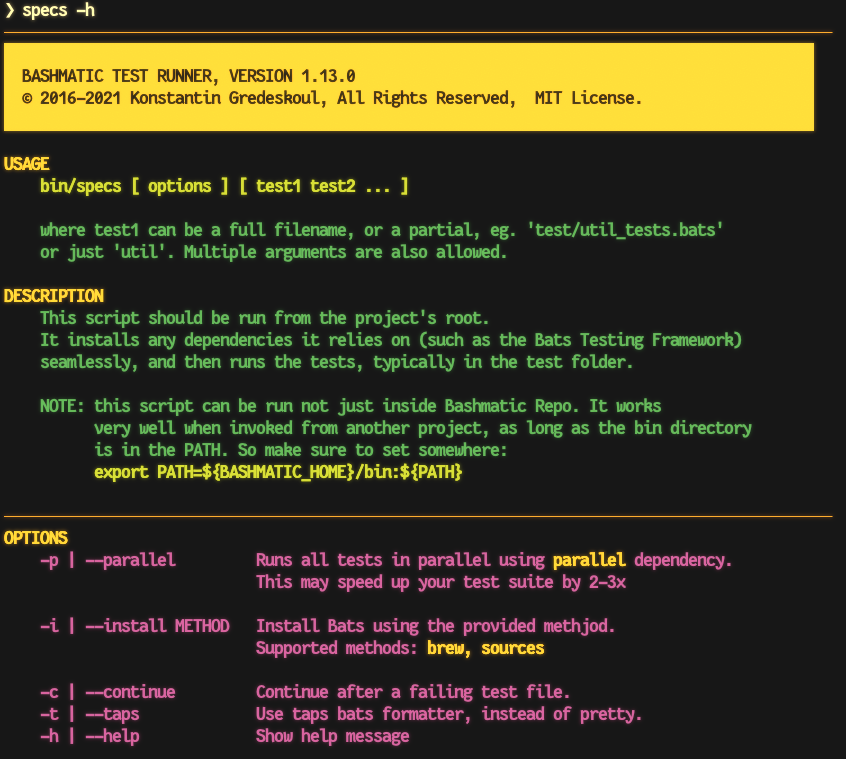 ❯ specs -h
BASHMATIC TEST RUNNER, VERSION 1.13.0
© 2016-2021 Konstantin Gredeskoul, All Rights Reserved,  MIT License.
USAGE
bin/specs [ options ] [ test1 test2 ... ]
where test1 can be a full filename, or a partial, eg. 'test/util_tests.bats'
or just 'util'. Multiple arguments are also allowed.
DESCRIPTION
This script should be run from the project's root.
It installs any dependencies it relies on (such as the Bats Testing Framework)
seamlessly, and then runs the tests, typically in the test folder.
NOTE: this script can be run not just inside Bashmatic Repo. It works
very well when invoked from another project, as long as the bin directory
is in the PATH. So make sure to set somewhere:
export PATH=${BASHMATIC_HOME}/bin:${PATH}
OPTIONS
-p | --parallel         Runs all tests in parallel using parallel dependency.
This may speed up your test suite by 2-3x
-i | --install METHOD   Install Bats using the provided methjod.
Supported methods: brew, sources
-c | --continue         Continue after a failing test file.
-t | --taps             Use taps bats formatter, instead of pretty.
-h | --help             Show help message